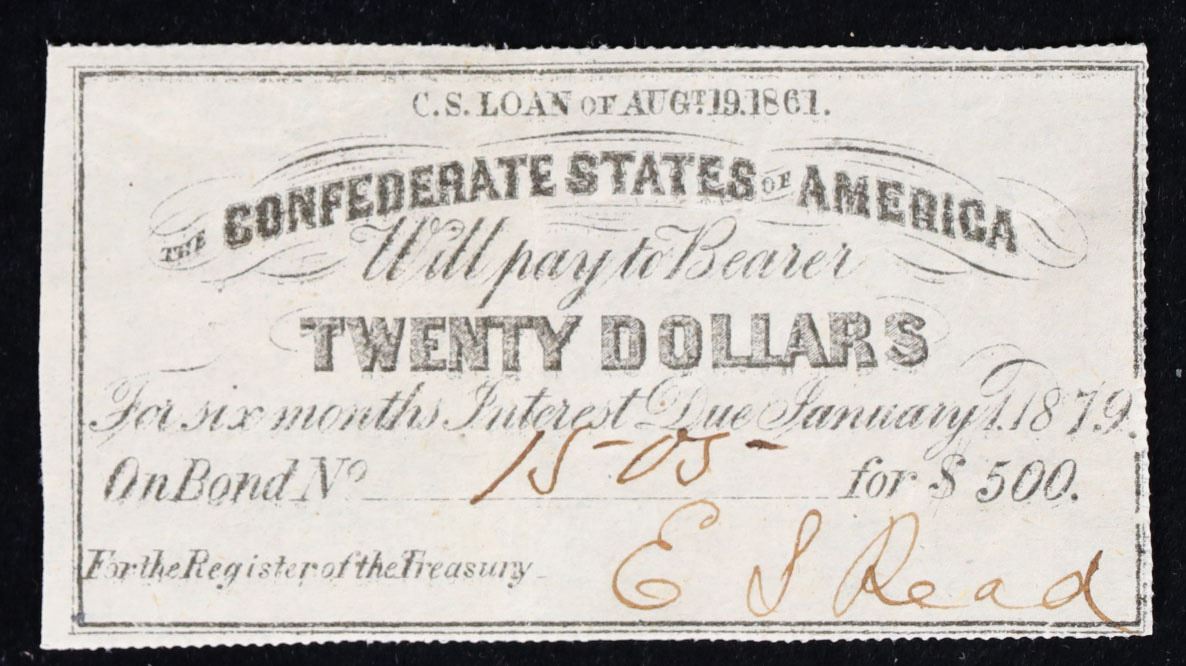 C.S. LOAN OF AUGT. 19. 1861.
THE CONFEDERATE STATES OF AMERICA
Will pay to Bearer
TWENTY DOLLARS
For six months Interest Due January 1. 1879.
On Bond No 1505 for $ 500.
For the Register of the Treasury
E S Read